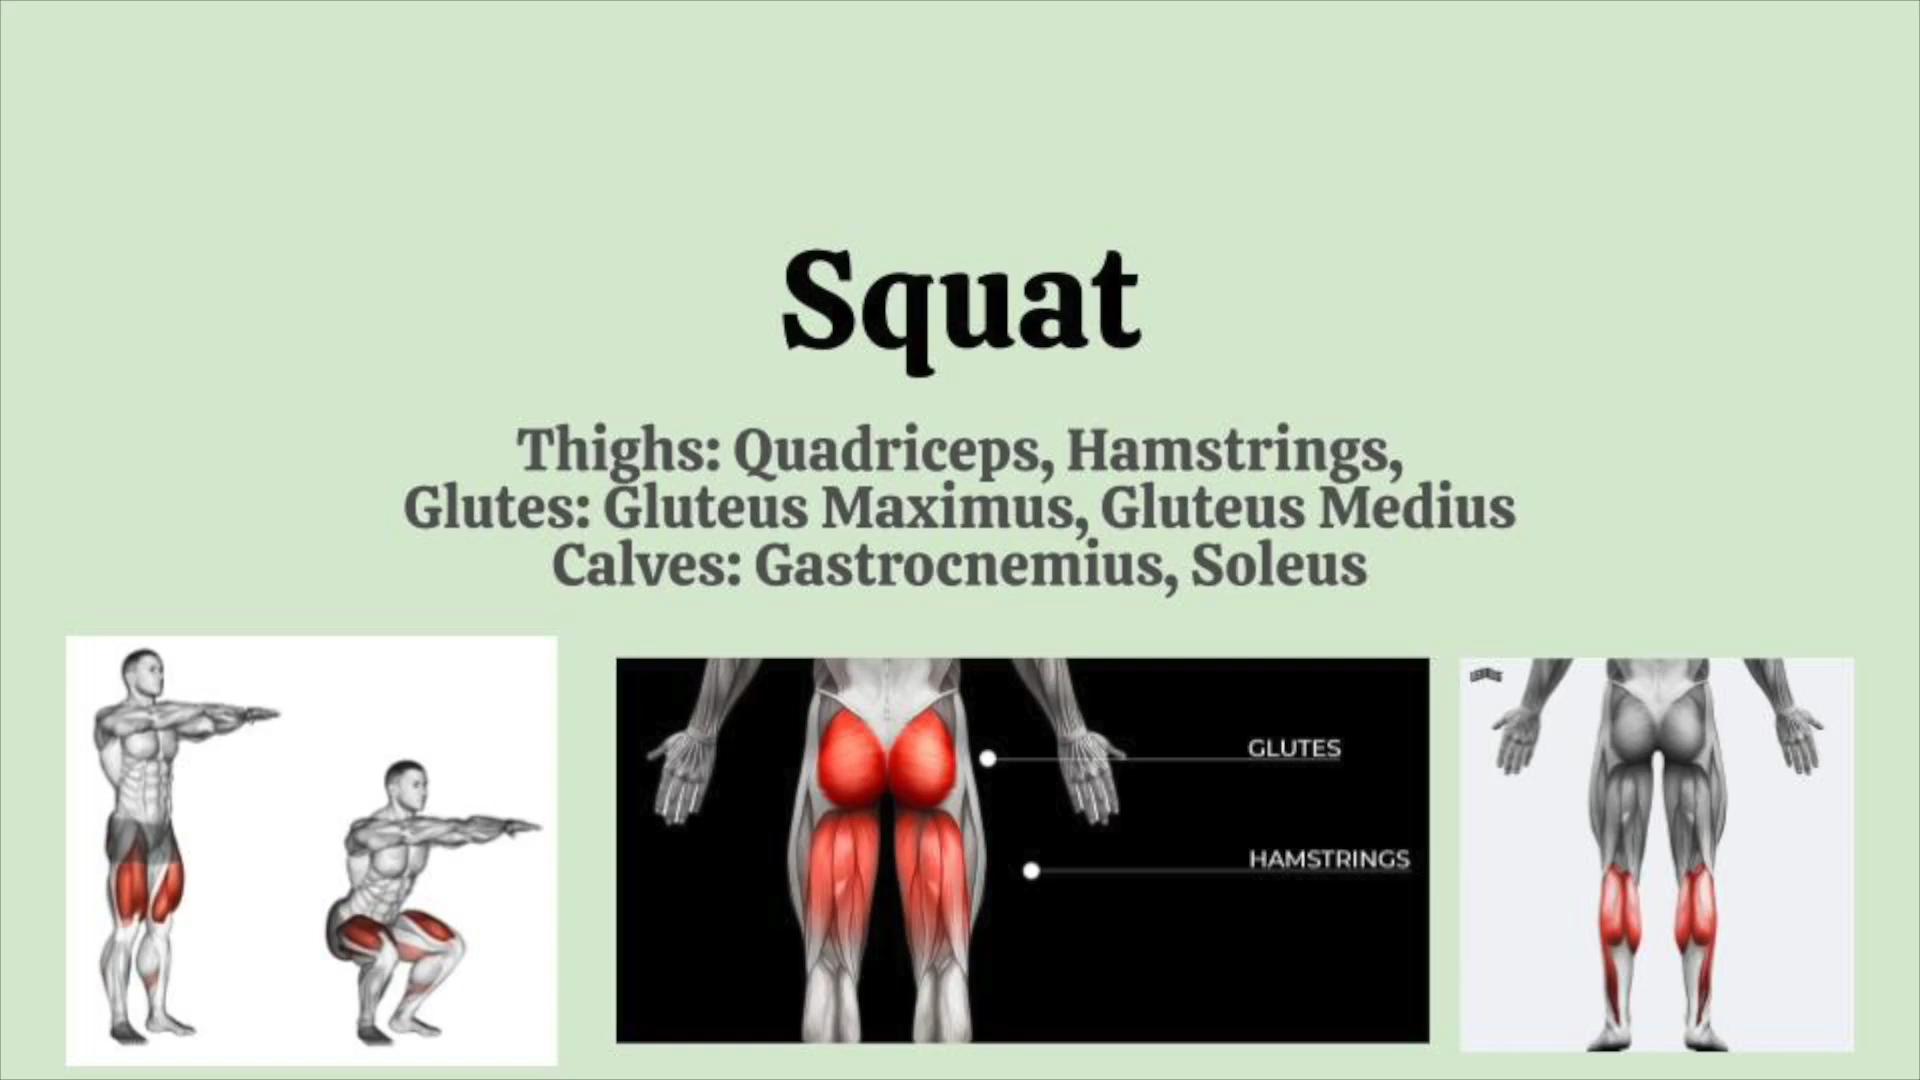 Squat
Thighs: Quadriceps, Hamstrings,
Glutes: Gluteus Maximus, Gluteus Medius
Calves: Gastrocnemius, Soleus
GLUTES
HAMSTRINGS